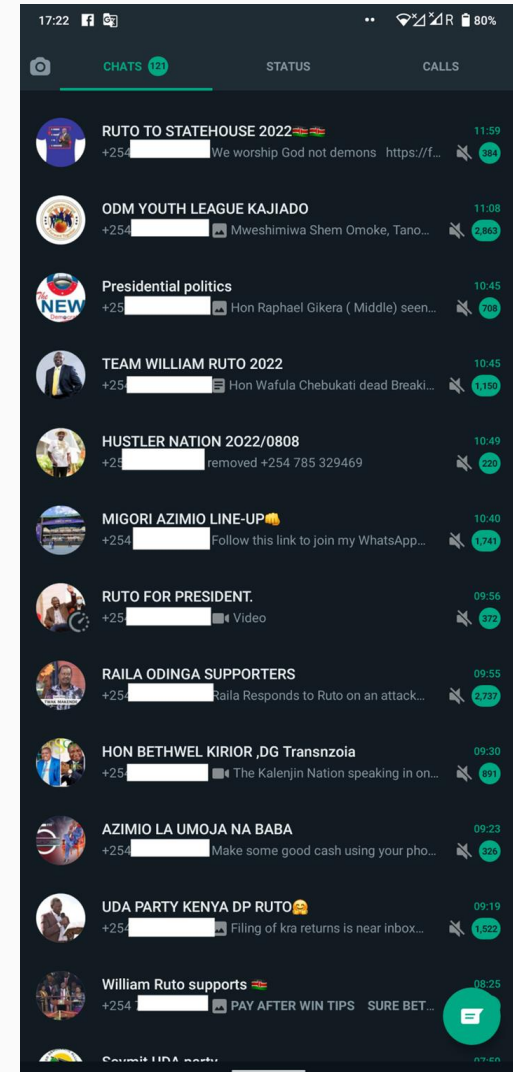 17:22
80%
R
CHATS 121
STATUS
CALLS
RUTO TO STATEHOUSE 2022🇰🇪🇰🇪
11:59
+254 We worship God not demons https://f...
384
ODM YOUTH LEAGUE KAJIADO
11:08
+254 Mweshimiwa Shem Omoke, Tano...
2,863
Presidential politics
10:45
+25 Hon Raphael Gikera ( Middle) seen...
708
TEAM WILLIAM RUTO 2022
10:45
+25 Hon Wafula Chebukati dead Breaki...
1,150
HUSTLER NATION 2O22/0808
10:49
+25 removed +254 785 329469
220
MIGORI AZIMIO LINE-UP👊
10:40
+254 Follow this link to join my WhatsApp...
1,741
RUTO FOR PRESIDENT.
09:56
+25 Video
372
RAILA ODINGA SUPPORTERS
09:55
+254 Raila Responds to Ruto on an attack...
2,737
HON BETHWEL KIRIOR ,DG Transnzoia
09:30
+25 The Kalenjin Nation speaking in on...
891
AZIMIO LA UMOJA NA BABA
09:23
+254 Make some good cash using your pho...
326
UDA PARTY KENYA DP RUTO🤗
09:19
+254 Filing of kra returns is near inbox...
1,522
William Ruto supports 🇰🇪
08:25
+254 PAY AFTER WIN TIPS SURE BET...
NEW